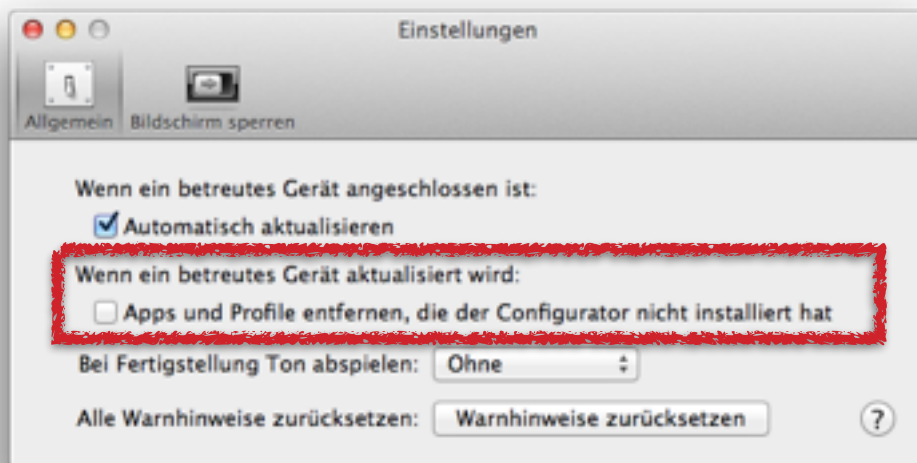 Einstellungen
Allgemein Bildschirm sperren
Wenn ein betreutes Gerät angeschlossen ist:
Automatisch aktualisieren
Wenn ein betreutes Gerät aktualisiert wird:
Apps und Profile entfernen, die der Configurator nicht installiert hat
Bei Fertigstellung Ton abspielen: Ohne
Alle Warnhinweise zurücksetzen: Warnhinweise zurücksetzen ?